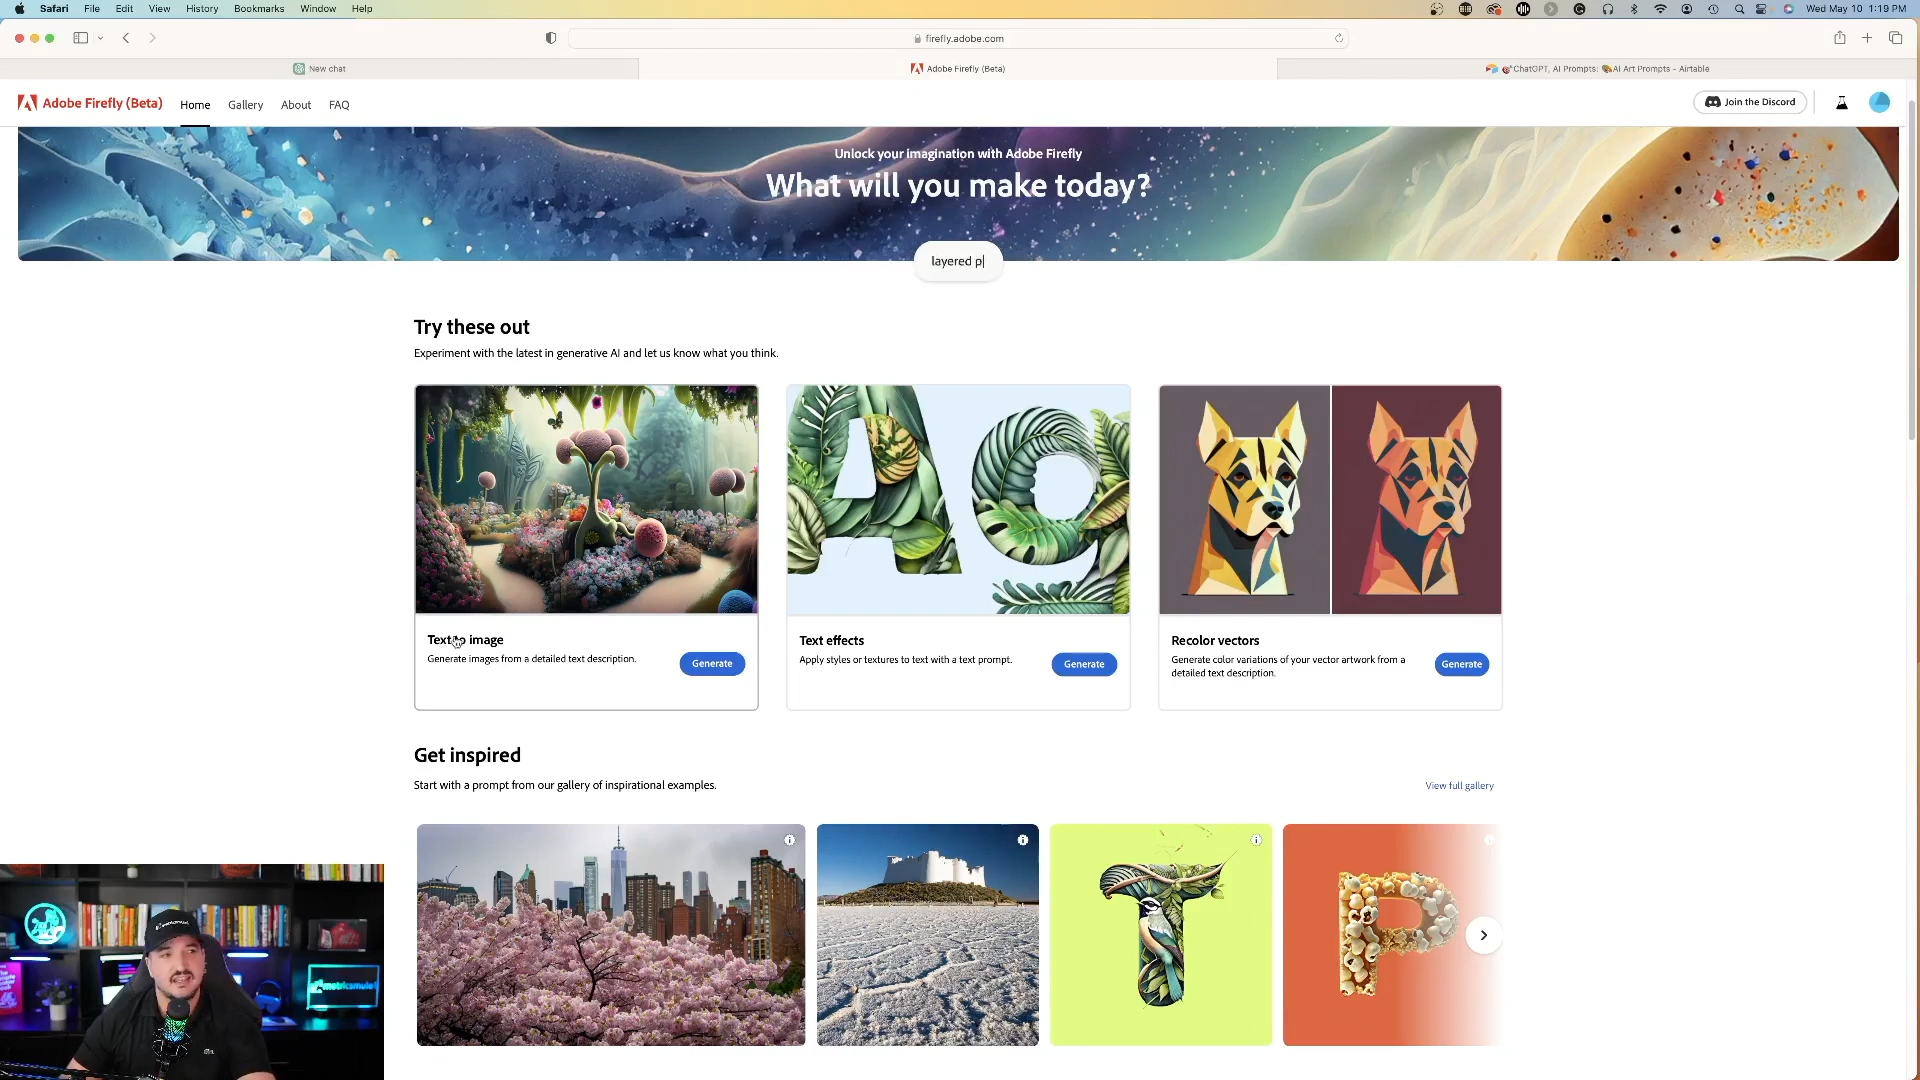 Safari File Edit View History Bookmarks Window Help
Wed May 10 1:19 PM
firefly.adobe.com
New chat
Adobe Firefly (Beta)
ChatGPT, AI Prompts: AI Art Prompts - Airtable
Adobe Firefly (Beta)
Home
Gallery
About
FAQ
Join the Discord
Unlock your imagination with Adobe Firefly
What will you make today?
layered p
Try these out
Experiment with the latest in generative AI and let us know what you think.
Text to image
Generate images from a detailed text description.
Generate
Text effects
Apply styles or textures to text with a text prompt.
Generate
Recolor vectors
Generate color variations of your vector artwork from a
detailed text description.
Generate
Get inspired
Start with a prompt from our gallery of inspirational examples.
View full gallery